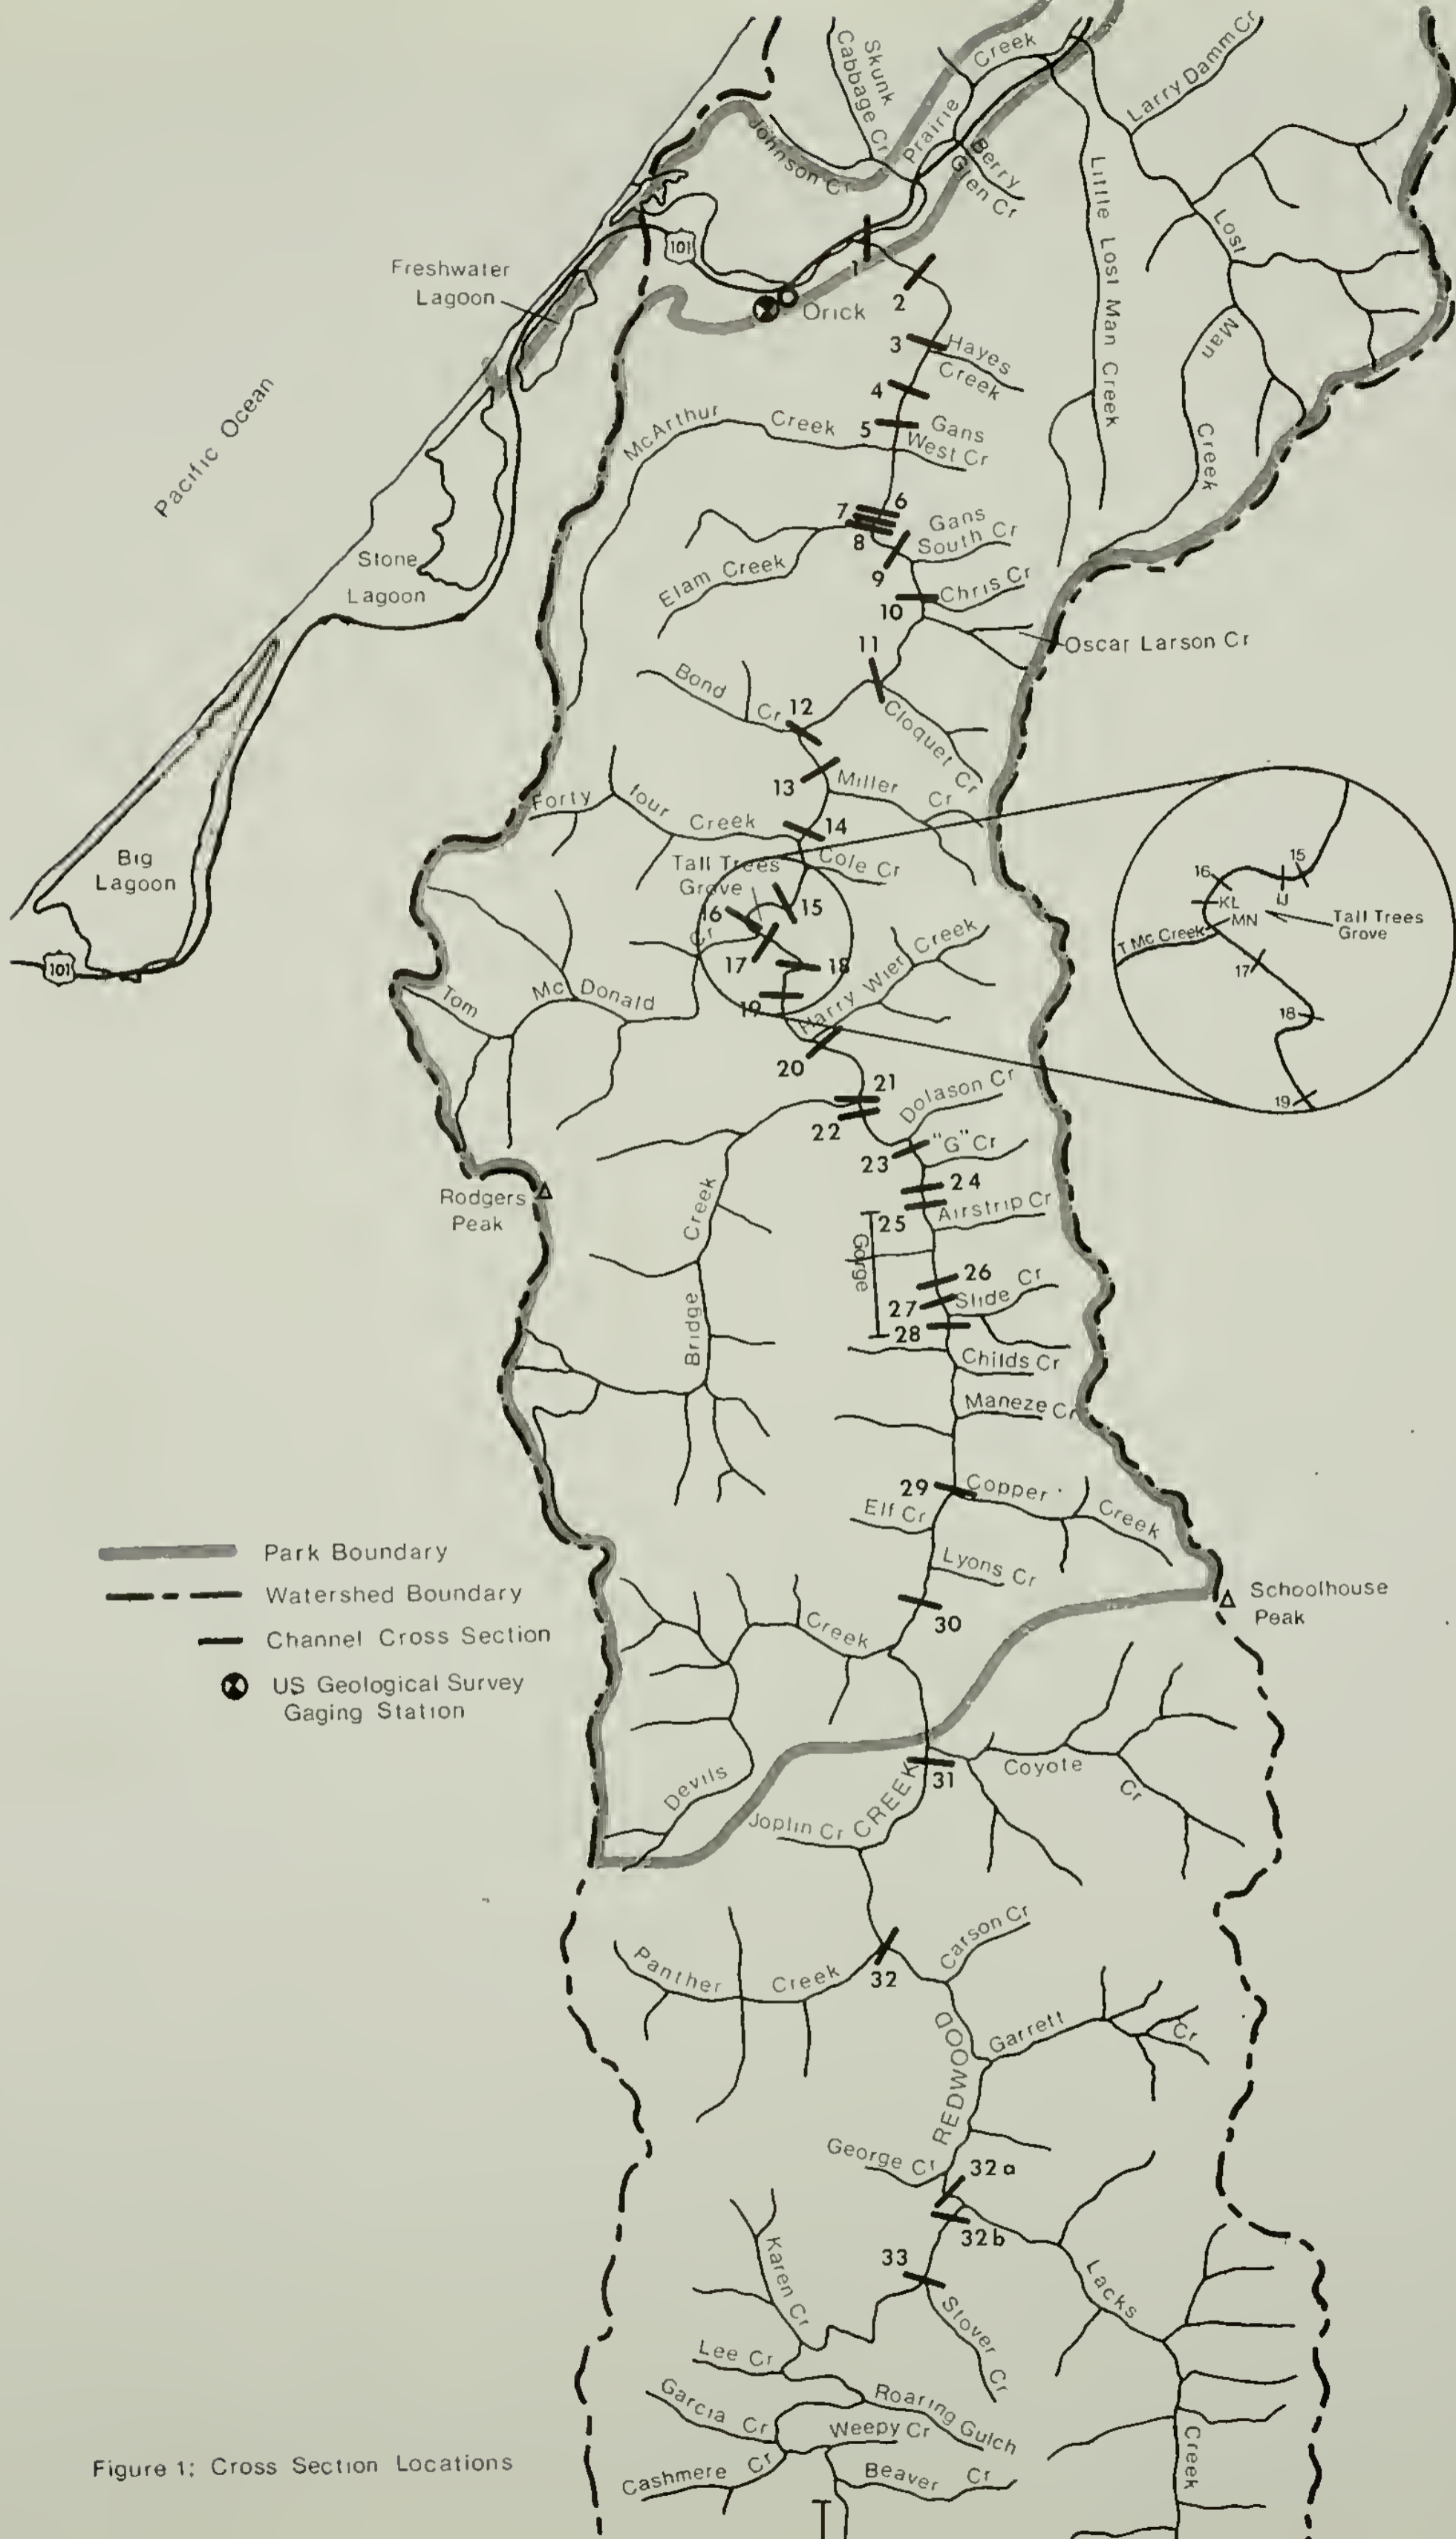 Skunk
Cabbage Cr
Prairie
Creek
Larry Damm Cr
Johnson Cr
Berry
Glen Cr
Little Lost Man Creek
Lost
Man
Creek
101
Freshwater
Lagoon
Orick
1
2
3
Hayes
Creek
4
5
Gans
West Cr
McArthur
Creek
Pacific Ocean
6
7
8
Gans
South Cr
9
Elam Creek
Stone
Lagoon
Chris Cr
10
Oscar Larson Cr
11
Bond
Cr
12
Cloquet Cr
13
Miller
Cr
Forty
four
Creek
14
Big
Lagoon
Tall Trees
Grove
Cole Cr
15
16
17
18
19
101
Tom
Mc Donald
Cr
Harry Wier Creek
20
16
15
KL
IJ
MN
Tall Trees
Grove
T Mc Creek
17
18
19
21
22
Dolason Cr
23
"G" Cr
24
25
Airstrip Cr
Gorge
Rodgers
Peak
Creek
Bridge
26
27
Slide
Cr
28
Childs Cr
Maneze Cr
29
Copper
Creek
Elf Cr
Lyons Cr
30
Schoolhouse
Peak
Park Boundary
Watershed Boundary
Channel Cross Section
US Geological Survey
Gaging Station
Creek
Devils
31
Coyote
Cr
Joplin Cr
CREEK
Panther
Creek
32
Carson Cr
REDWOOD
Garrett
Cr
George Cr
32a
32b
33
Karen Cr
Stover
Cr
Lacks
Creek
Lee Cr
Roaring Gulch
Garcia Cr
Weepy Cr
Cashmere Cr
Beaver Cr
Figure 1: Cross Section Locations